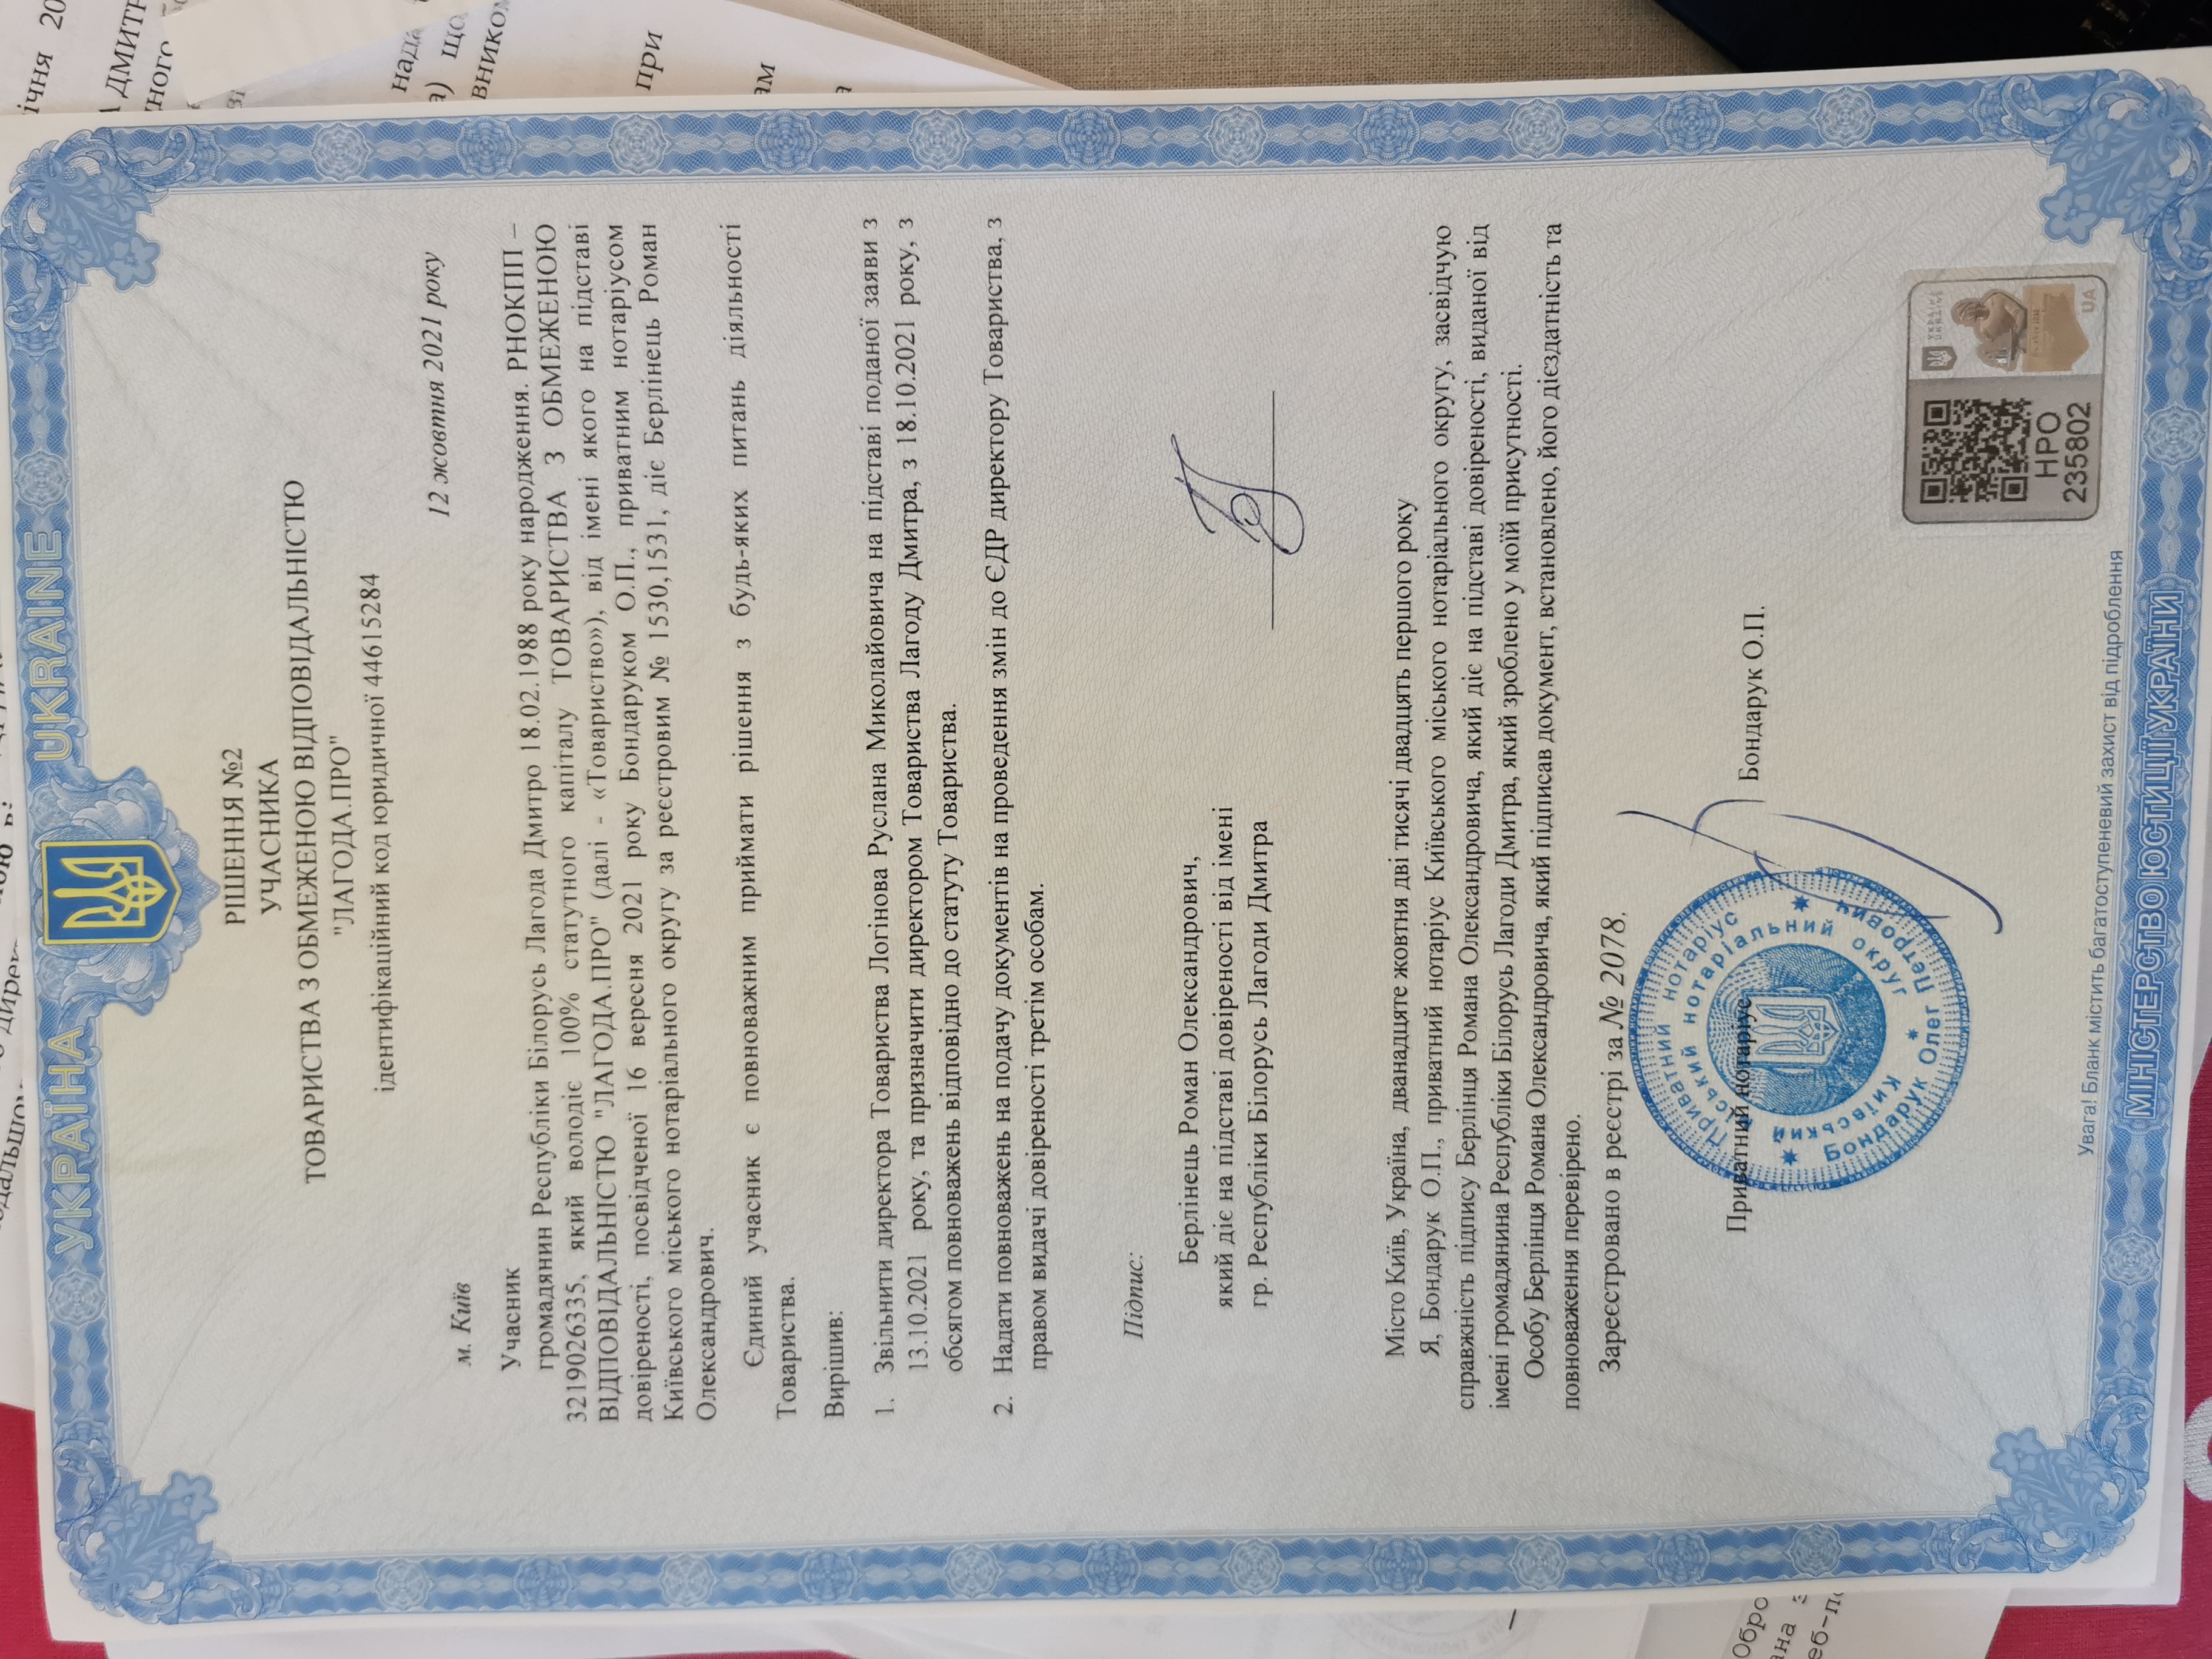 УКРАЇНА UKRAINE
РІШЕННЯ №2
УЧАСНИКА
ТОВАРИСТВА З ОБМЕЖЕНОЮ ВІДПОВІДАЛЬНІСТЮ
"ЛАГОДА.ПРО"
ідентифікаційний код юридичної 44615284
м. Київ
12 жовтня 2021 року
Учасник
громадянин Республіки Білорусь Лагода Дмитро 18.02.1988 року народження. РНОКПП –
3219026335, який володіє 100% статутного капіталу ТОВАРИСТВА З ОБМЕЖЕНОЮ
ВІДПОВІДАЛЬНІСТЮ "ЛАГОДА.ПРО" (далі - «Товариство»), від імені якого на підставі
довіреності, посвідченої 16 вересня 2021 року Бондаруком О.П., приватним нотаріусом
Київського міського нотаріального округу за реєстровим № 1530,1531, діє Берлінець Роман
Олександрович.
Єдиний учасник є повноважним приймати рішення з будь-яких питань діяльності
Товариства.
Вирішив:
1. Звільнити директора Товариства Логінова Руслана Миколайовича на підставі поданої заяви з
13.10.2021 року, та призначити директором Товариства Лагоду Дмитра, з 18.10.2021 року, з
обсягом повноважень відповідно до статуту Товариства.
2. Надати повноважень на подачу документів на проведення змін до ЄДР директору Товариства, з
правом видачі довіреності третім особам.
Підпис:
Берлінець Роман Олександрович,
який діє на підставі довіреності від імені
гр. Республіки Білорусь Лагоди Дмитра
Місто Київ, Україна, дванадцяте жовтня дві тисячі двадцять першого року
Я, Бондарук О.П., приватний нотаріус Київського міського нотаріального округу, засвідчую
справжність підпису Берлінця Романа Олександровича, який діє на підставі довіреності, виданої від
імені громадянина Республіки Білорусь Лагоди Дмитра, який зроблено у моїй присутності.
Особу Берлінця Романа Олександровича, який підписав документ, встановлено, його дієздатність та
повноваження перевірено.
Зареєстровано в реєстрі за № 2078.
Приватний нотаріус
Бондарук О.П.
Приватний нотаріус
Бондарук Олег Петрович
Київський міський нотаріальний округ
УКРАЇНА
UKRAINE
НРО
235802
UA
Увага! Бланк містить багатоступеневий захист від підроблення
МІНІСТЕРСТВО ЮСТИЦІЇ УКРАЇНИ
ДМИТР
при